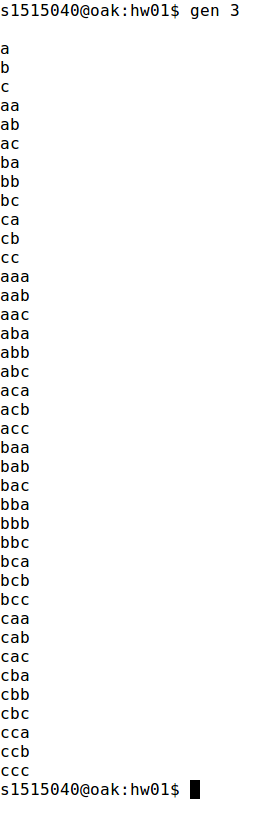 s1515040@oak:hw01$ gen 3

a
b
c
aa
ab
ac
ba
bb
bc
ca
cb
cc
aaa
aab
aac
aba
abb
abc
aca
acb
acc
baa
bab
bac
bba
bbb
bbc
bca
bcb
bcc
caa
cab
cac
cba
cbb
cbc
cca
ccb
ccc
s1515040@oak:hw01$